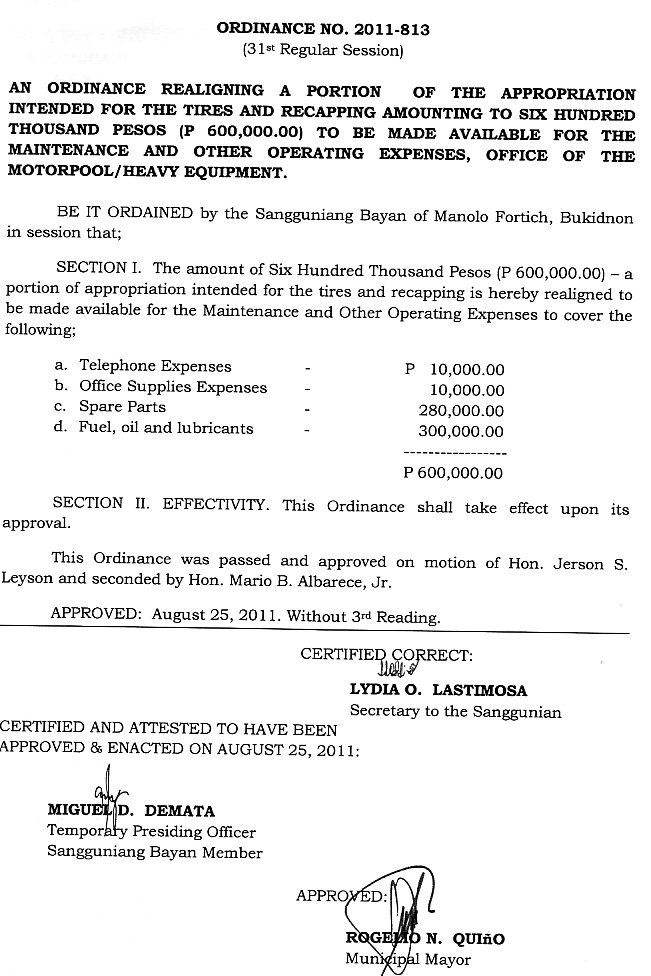 ORDINANCE NO. 2011-813
(31st Regular Session)
AN ORDINANCE REALIGNING A PORTION OF THE APPROPRIATION
INTENDED FOR THE TIRES AND RECAPPING AMOUNTING TO SIX HUNDRED
THOUSAND PESOS (P 600,000.00) TO BE MADE AVAILABLE FOR THE
MAINTENANCE AND OTHER OPERATING EXPENSES, OFFICE OF THE
MOTORPOOL/HEAVY EQUIPMENT.
BE IT ORDAINED by the Sangguniang Bayan of Manolo Fortich, Bukidnon
in session that;
SECTION I. The amount of Six Hundred Thousand Pesos (P 600,000.00) – a
portion of appropriation intended for the tires and recapping is hereby realigned to
be made available for the Maintenance and Other Operating Expenses to cover the
following;
a. Telephone Expenses - P 10,000.00
b. Office Supplies Expenses - 10,000.00
c. Spare Parts - 280,000.00
d. Fuel, oil and lubricants - 300,000.00
-----------------
P 600,000.00
SECTION II. EFFECTIVITY. This Ordinance shall take effect upon its
approval.
This Ordinance was passed and approved on motion of Hon. Jerson S.
Leyson and seconded by Hon. Mario B. Albarece, Jr.
APPROVED: August 25, 2011. Without 3rd Reading.
CERTIFIED CORRECT:
LYDIA O. LASTIMOSA
Secretary to the Sanggunian
CERTIFIED AND ATTESTED TO HAVE BEEN
APPROVED & ENACTED ON AUGUST 25, 2011:
MIGUEL D. DEMATA
Temporary Presiding Officer
Sangguniang Bayan Member
APPROVED:
ROGELIO N. QUIñO
Municipal Mayor